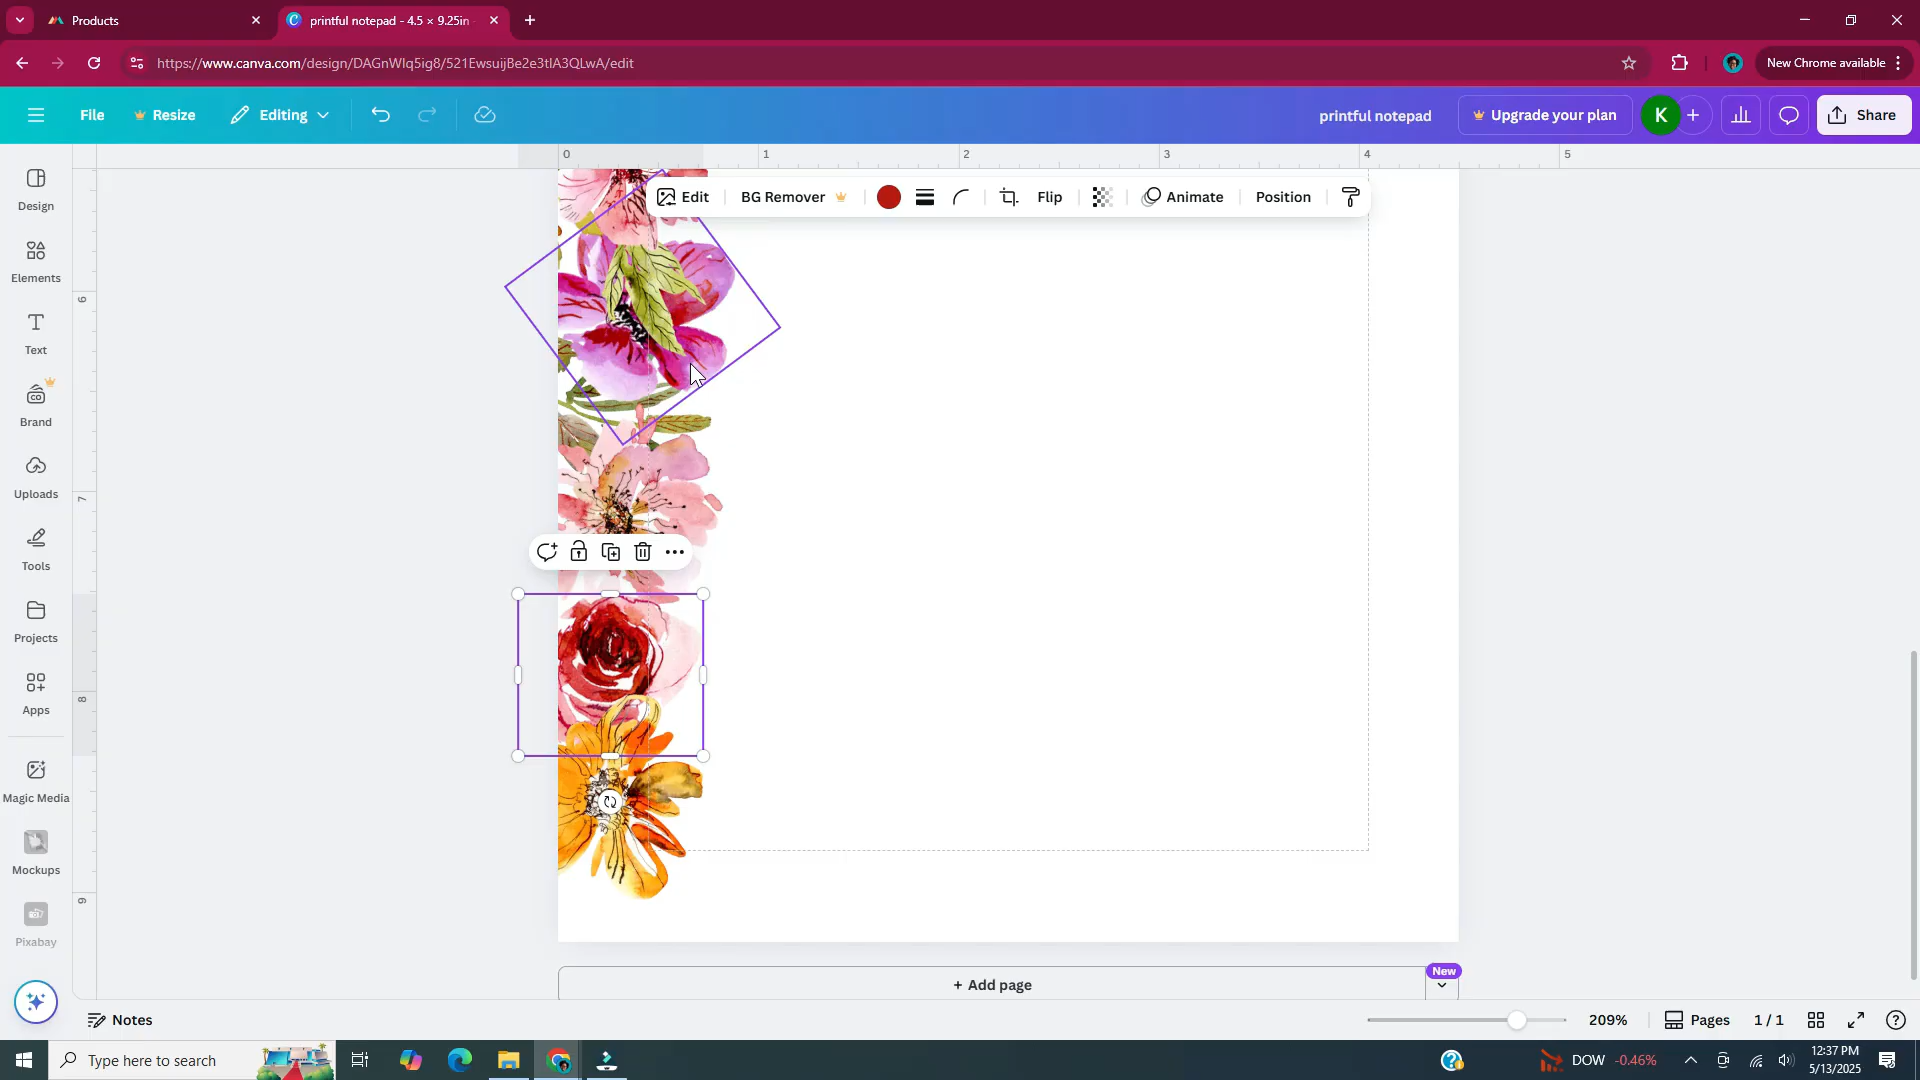 Products
printful notepad - 4.5 × 9.25in
https://www.canva.com/design/DAGnWIq5ig8/521EwsuijBe2e3tIA3QLwA/edit
New Chrome available
File
Resize
Editing
printful notepad
Upgrade your plan
K
Share
0 1 2 3 4 5
Edit
BG Remover
Flip
Animate
Position
Design
Elements
Text
Brand
Uploads
Tools
Projects
Apps
Magic Media
Mockups
Pixabay
6
7
8
9
New
+ Add page
Notes
209%
Pages
1 / 1
Type here to search
DOW -0.46%
12:37 PM
5/13/2025